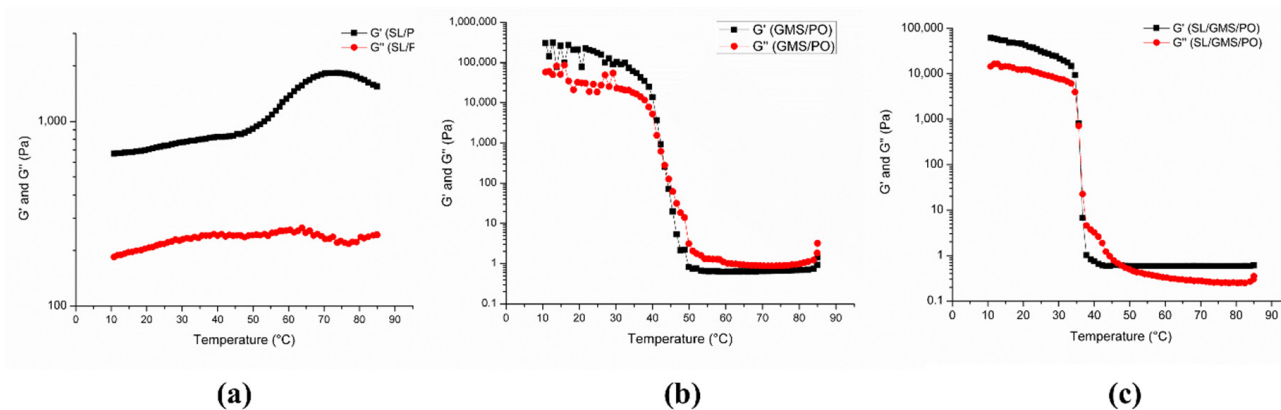 G' (SL/P
G'' (SL/F
1,000
100
G' and G'' (Pa)
0 10 20 30 40 50 60 70 80 90
Temperature (°C)
(a)
G' (GMS/PO)
G'' (GMS/PO)
1,000,000
100,000
10,000
1,000
100
10
1
0.1
G' and G'' (Pa)
0 10 20 30 40 50 60 70 80 90
Temperature (°C)
(b)
G' (SL/GMS/PO)
G'' (SL/GMS/PO)
100,000
10,000
1,000
100
10
1
0.1
G' and G'' (Pa)
0 10 20 30 40 50 60 70 80 90
Temperature (°C)
(c)